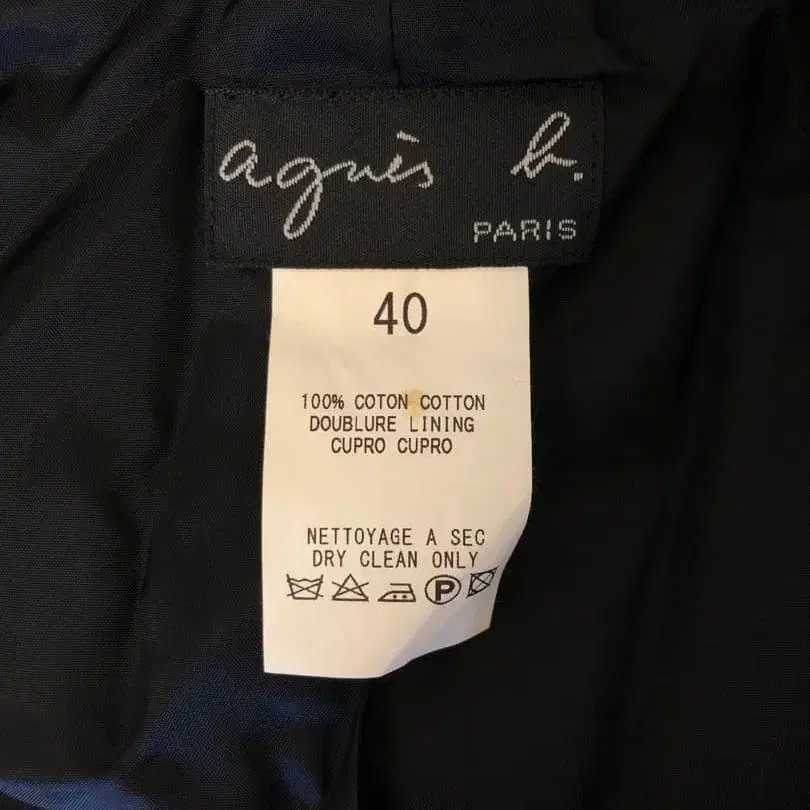 agnès b.
PARIS
40
100% COTON COTTON
DOUBLURE LINING
CUPRO CUPRO
NETTOYAGE A SEC
DRY CLEAN ONLY
P